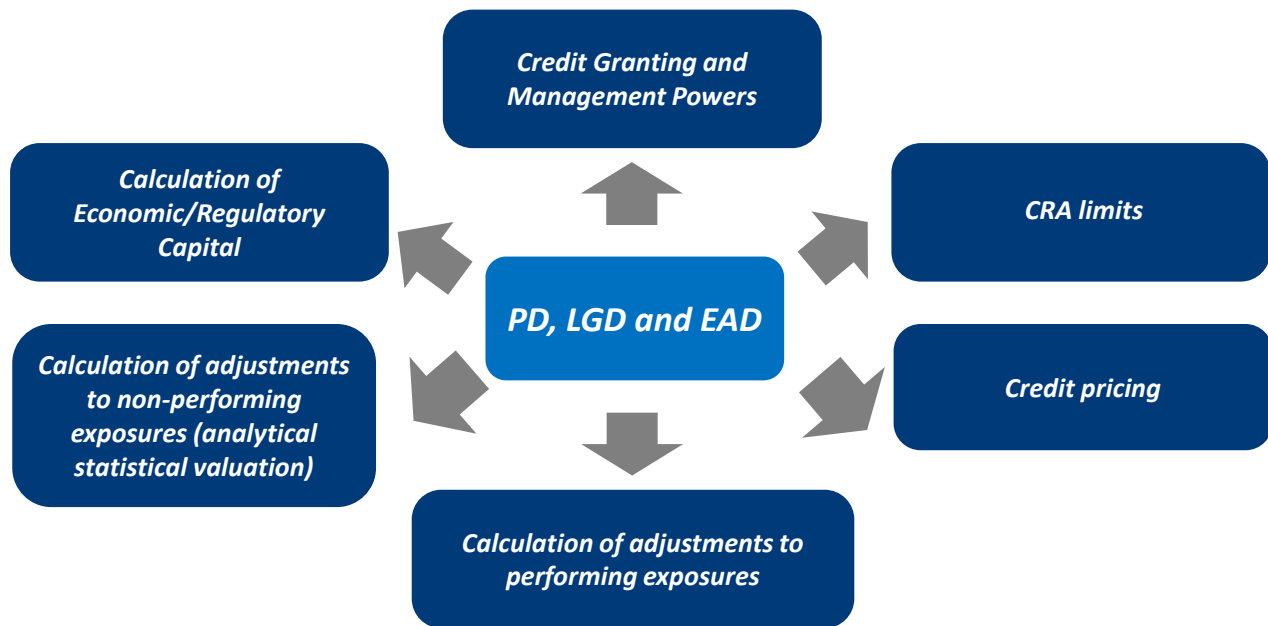 Credit Granting and
Management Powers
Calculation of
Economic/Regulatory
Capital
CRA limits
PD, LGD and EAD
Calculation of adjustments
to non-performing
exposures (analytical
statistical valuation)
Credit pricing
Calculation of adjustments to
performing exposures